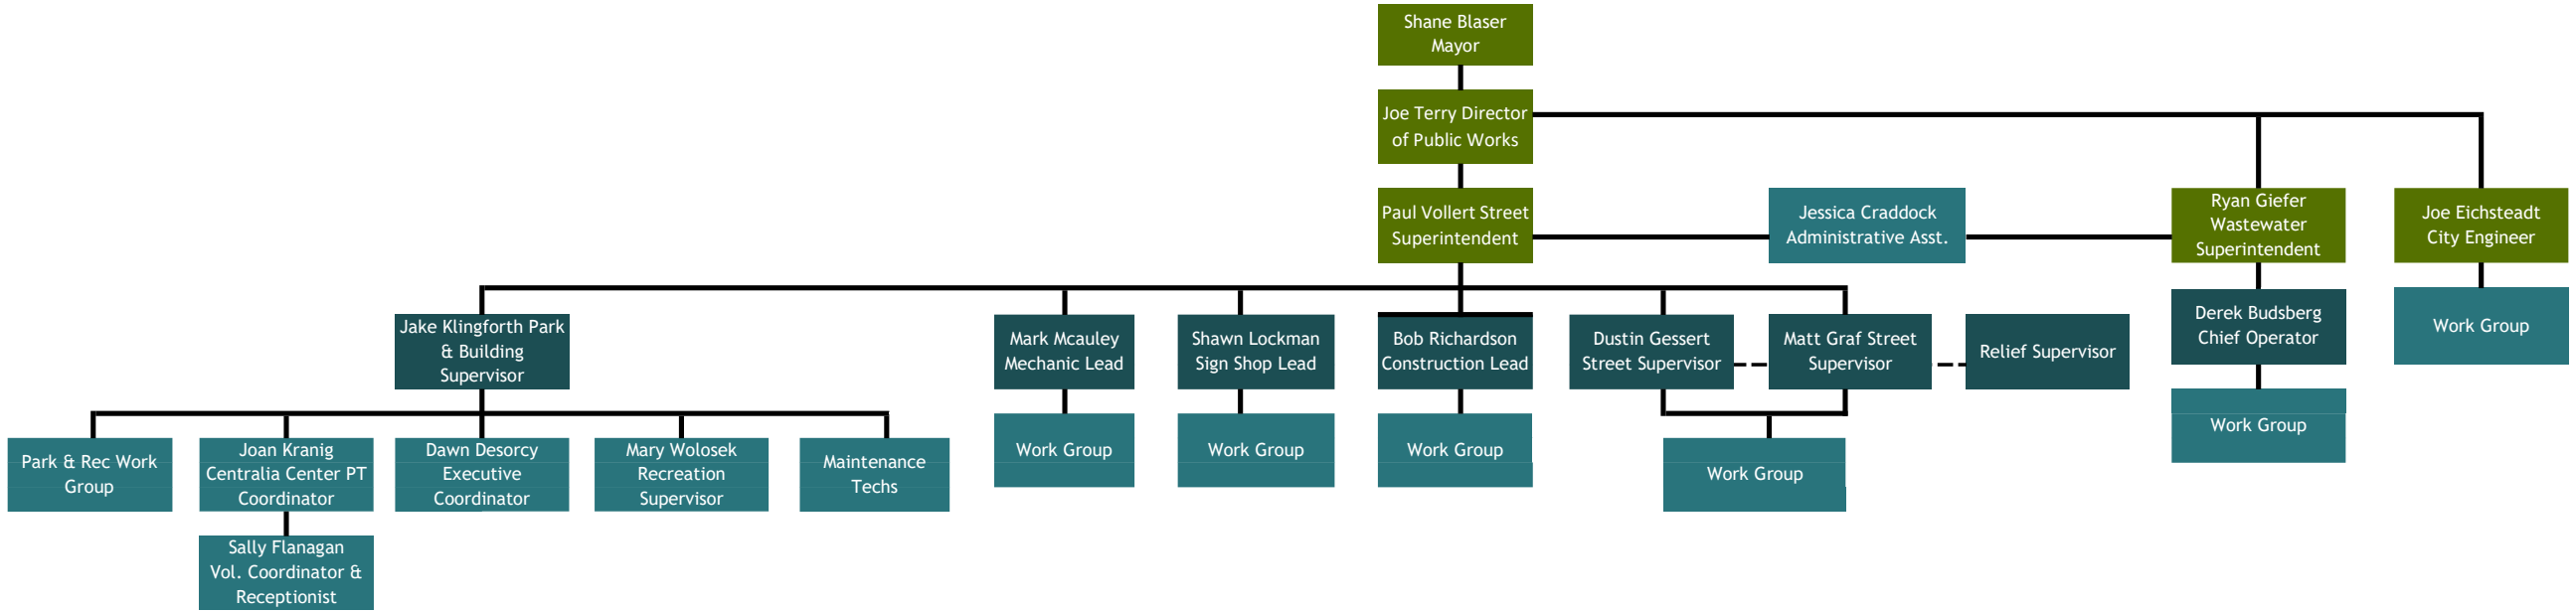 Shane Blaser
Mayor
Joe Terry Director
of Public Works
Paul Vollert Street
Superintendent
Jessica Craddock
Administrative Asst.
Ryan Giefer
Wastewater
Superintendent
Joe Eichsteadt
City Engineer
Jake Klingforth Park
& Building
Supervisor
Mark Mcauley
Mechanic Lead
Shawn Lockman
Sign Shop Lead
Bob Richardson
Construction Lead
Dustin Gessert
Street Supervisor
Matt Graf Street
Supervisor
Relief Supervisor
Derek Budsberg
Chief Operator
Work Group
Park & Rec Work
Group
Joan Kranig
Centralia Center PT
Coordinator
Dawn Desorcy
Executive
Coordinator
Mary Wolosek
Recreation
Supervisor
Maintenance
Techs
Work Group
Work Group
Work Group
Work Group
Work Group
Sally Flanagan
Vol. Coordinator &
Receptionist